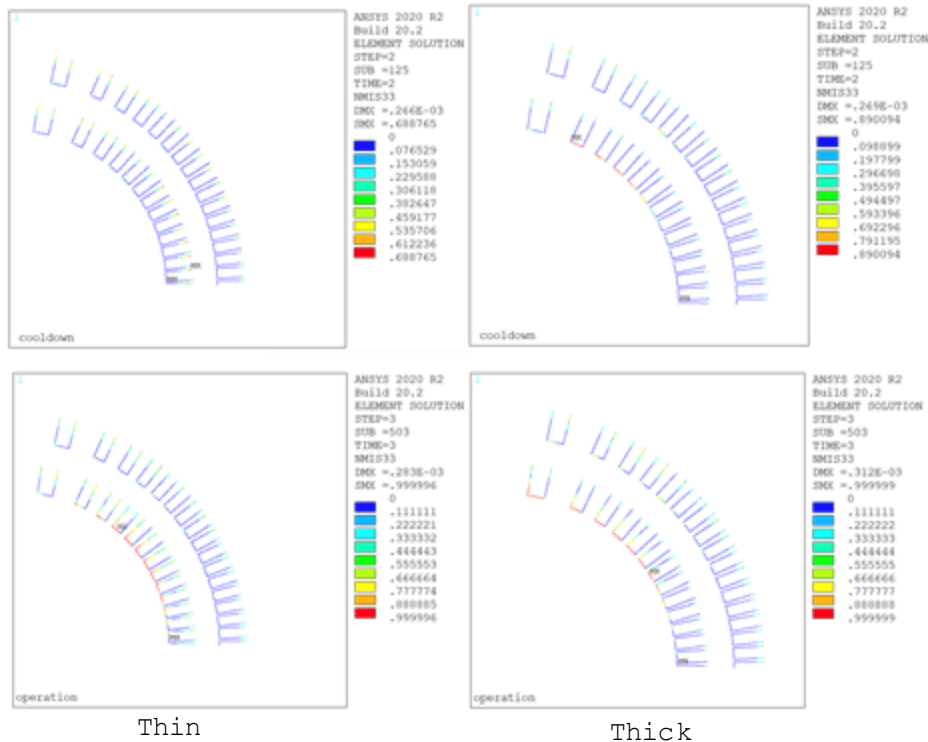 1
ANSYS 2020 R2
Build 20.2
ELEMENT SOLUTION
STEP=2
SUB =125
TIME=2
NMIS33
DMX =.266E-03
SMX =.688765
0
.076529
.153059
.229588
.306118
.382647
.459177
.535706
.612236
.688765
cooldown
1
ANSYS 2020 R2
Build 20.2
ELEMENT SOLUTION
STEP=2
SUB =125
TIME=2
NMIS33
DMX =.269E-03
SMX =.890094
0
.098899
.197799
.296698
.395597
.494497
.593396
.692296
.791195
.890094
cooldown
1
ANSYS 2020 R2
Build 20.2
ELEMENT SOLUTION
STEP=3
SUB =503
TIME=3
NMIS33
DMX =.283E-03
SMX =.999996
0
.111111
.222221
.333332
.444443
.555553
.666664
.777774
.888885
.999996
operation
1
ANSYS 2020 R2
Build 20.2
ELEMENT SOLUTION
STEP=3
SUB =503
TIME=3
NMIS33
DMX =.312E-03
SMX =.999999
0
.111111
.222222
.333333
.444444
.555555
.666666
.777777
.888888
.999999
operation
Thin
Thick